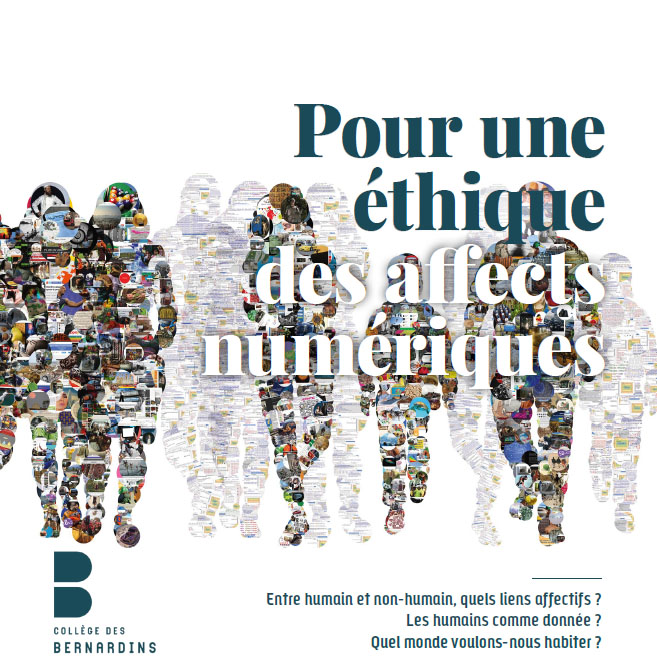 Pour une
éthique
des affects
numériques
Entre humain et non-humain, quels liens affectifs ?
Les humains comme donnée ?
Quel monde voulons-nous habiter ?
COLLÈGE DES
BERNARDINS